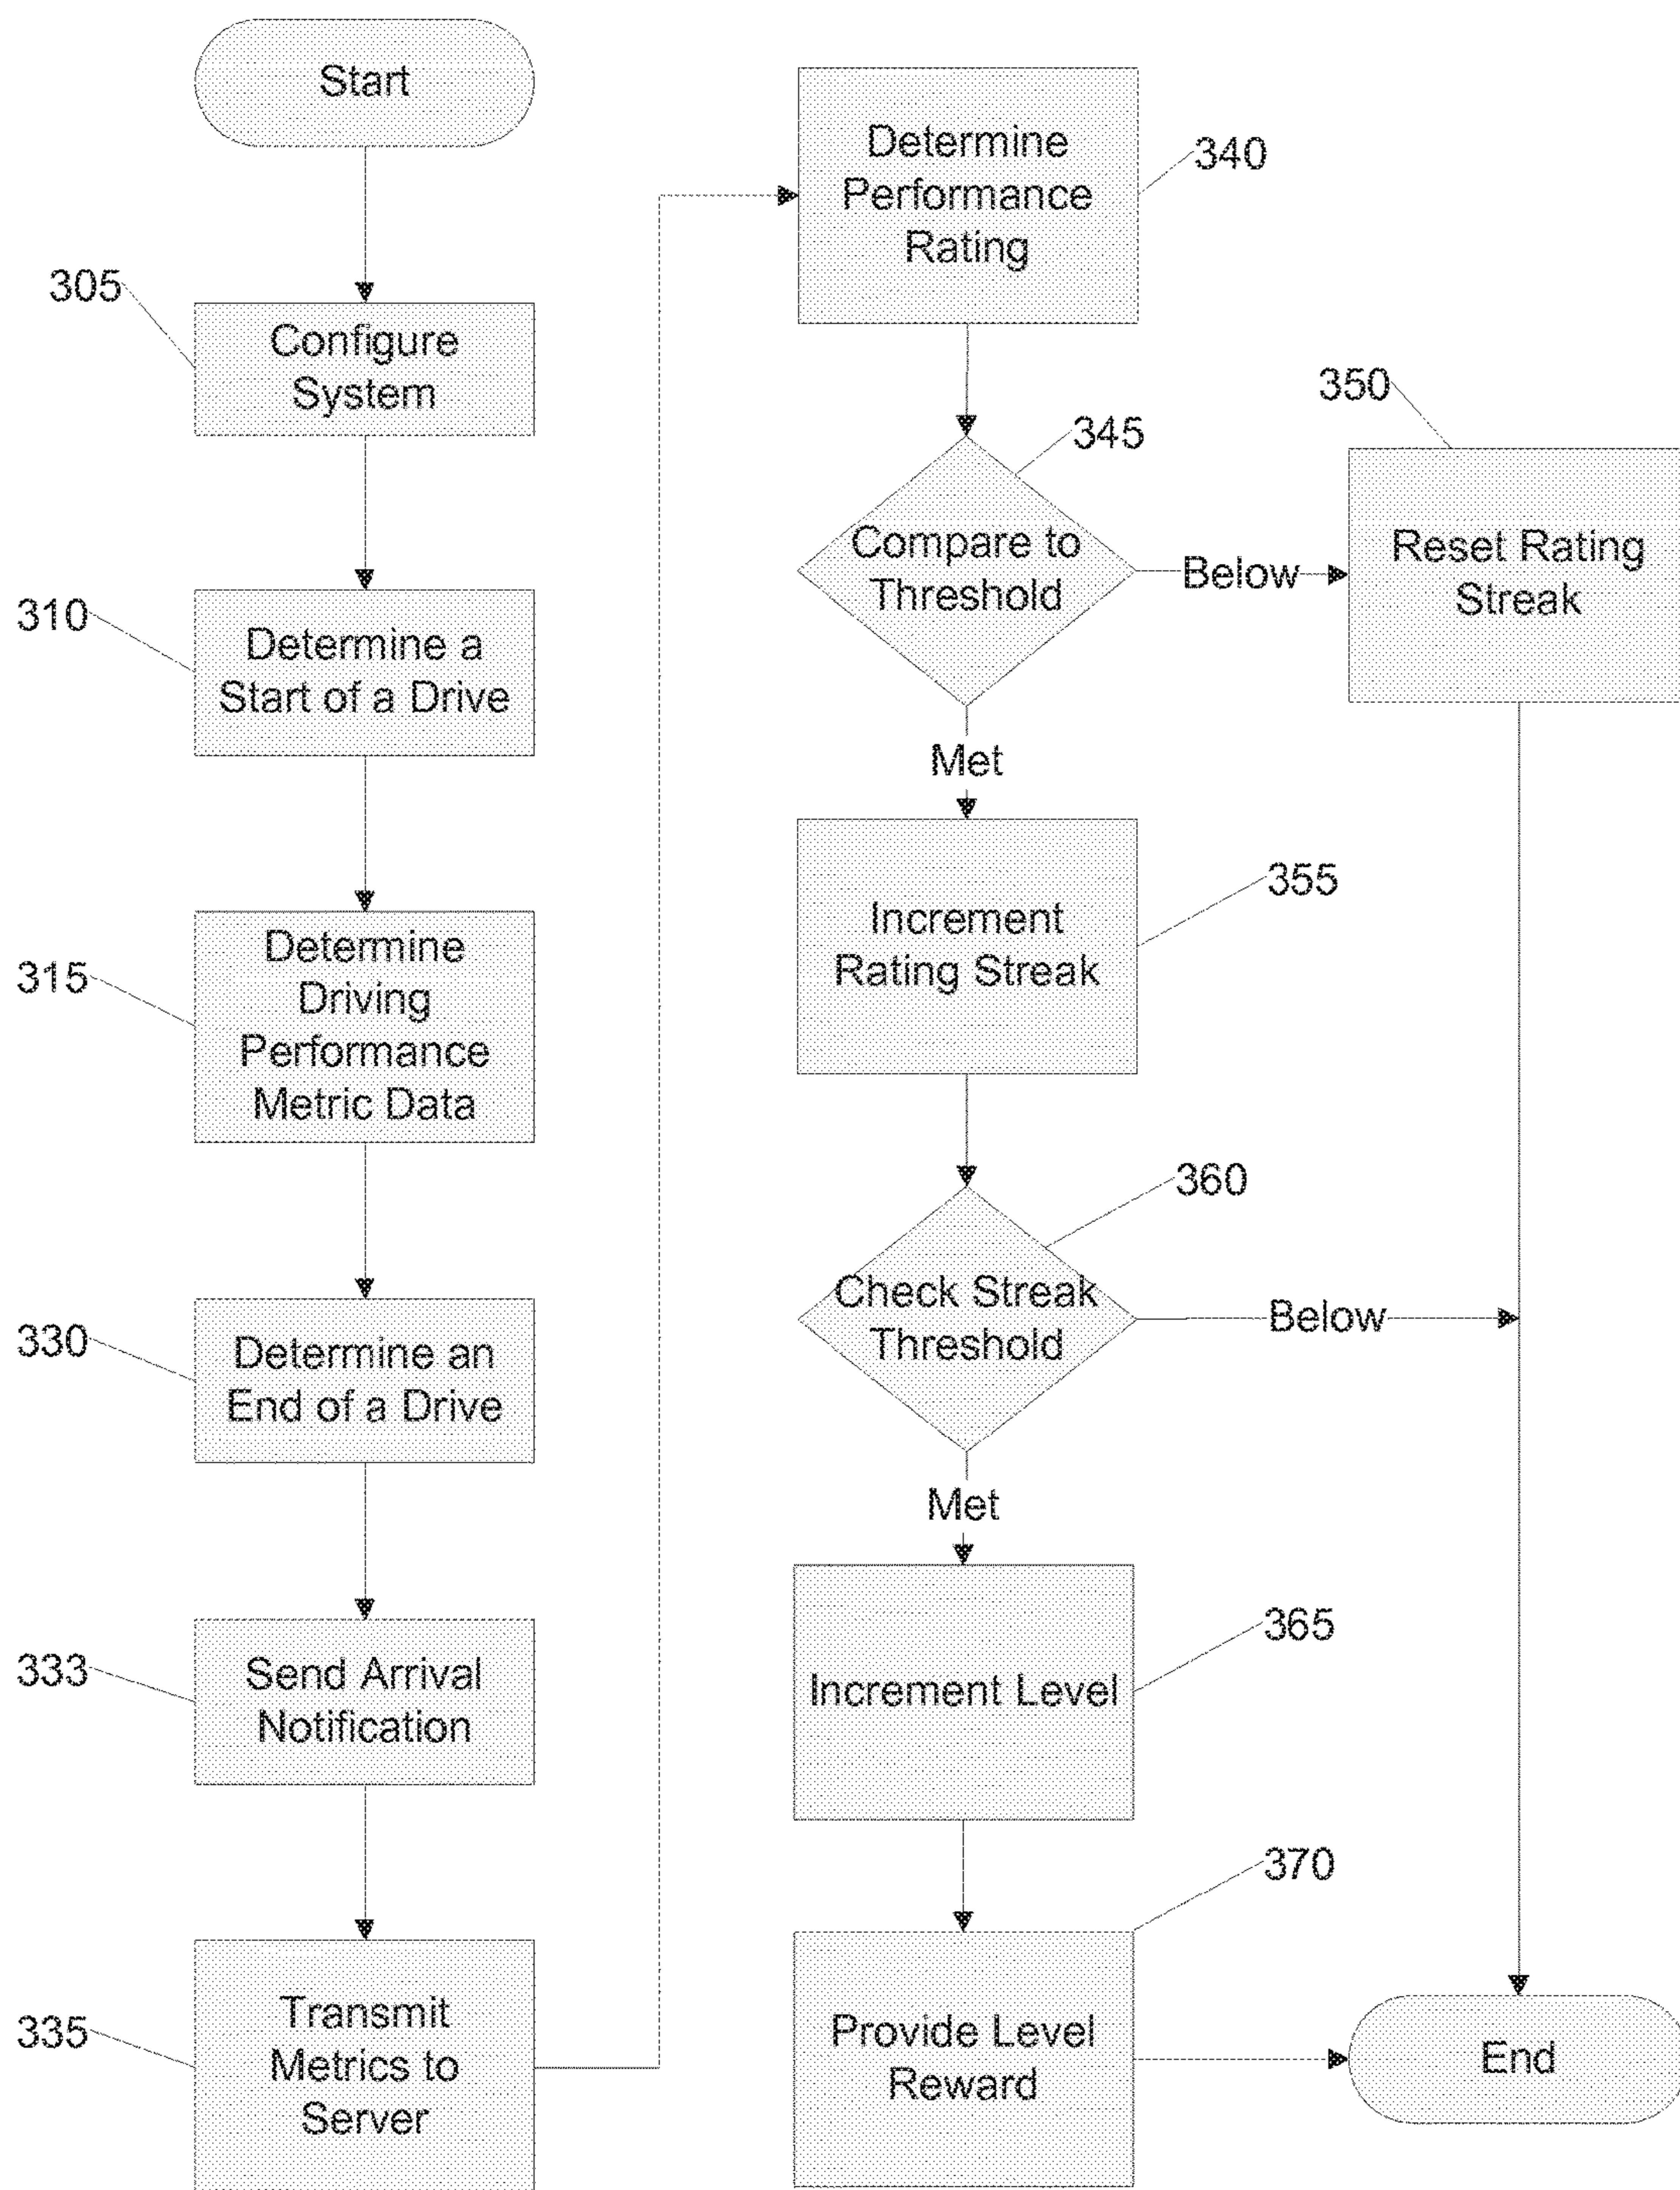 Start
305
Configure
System
310
Determine a
Start of a Drive
315
Determine
Driving
Performance
Metric Data
330
Determine an
End of a Drive
333
Send Arrival
Notification
335
Transmit
Metrics to
Server
Determine
Performance
Rating
340
345
Compare to
Threshold
Below
350
Reset Rating
Streak
Met
355
Increment
Rating Streak
360
Check Streak
Threshold
Below
Met
365
Increment Level
370
Provide Level
Reward
End